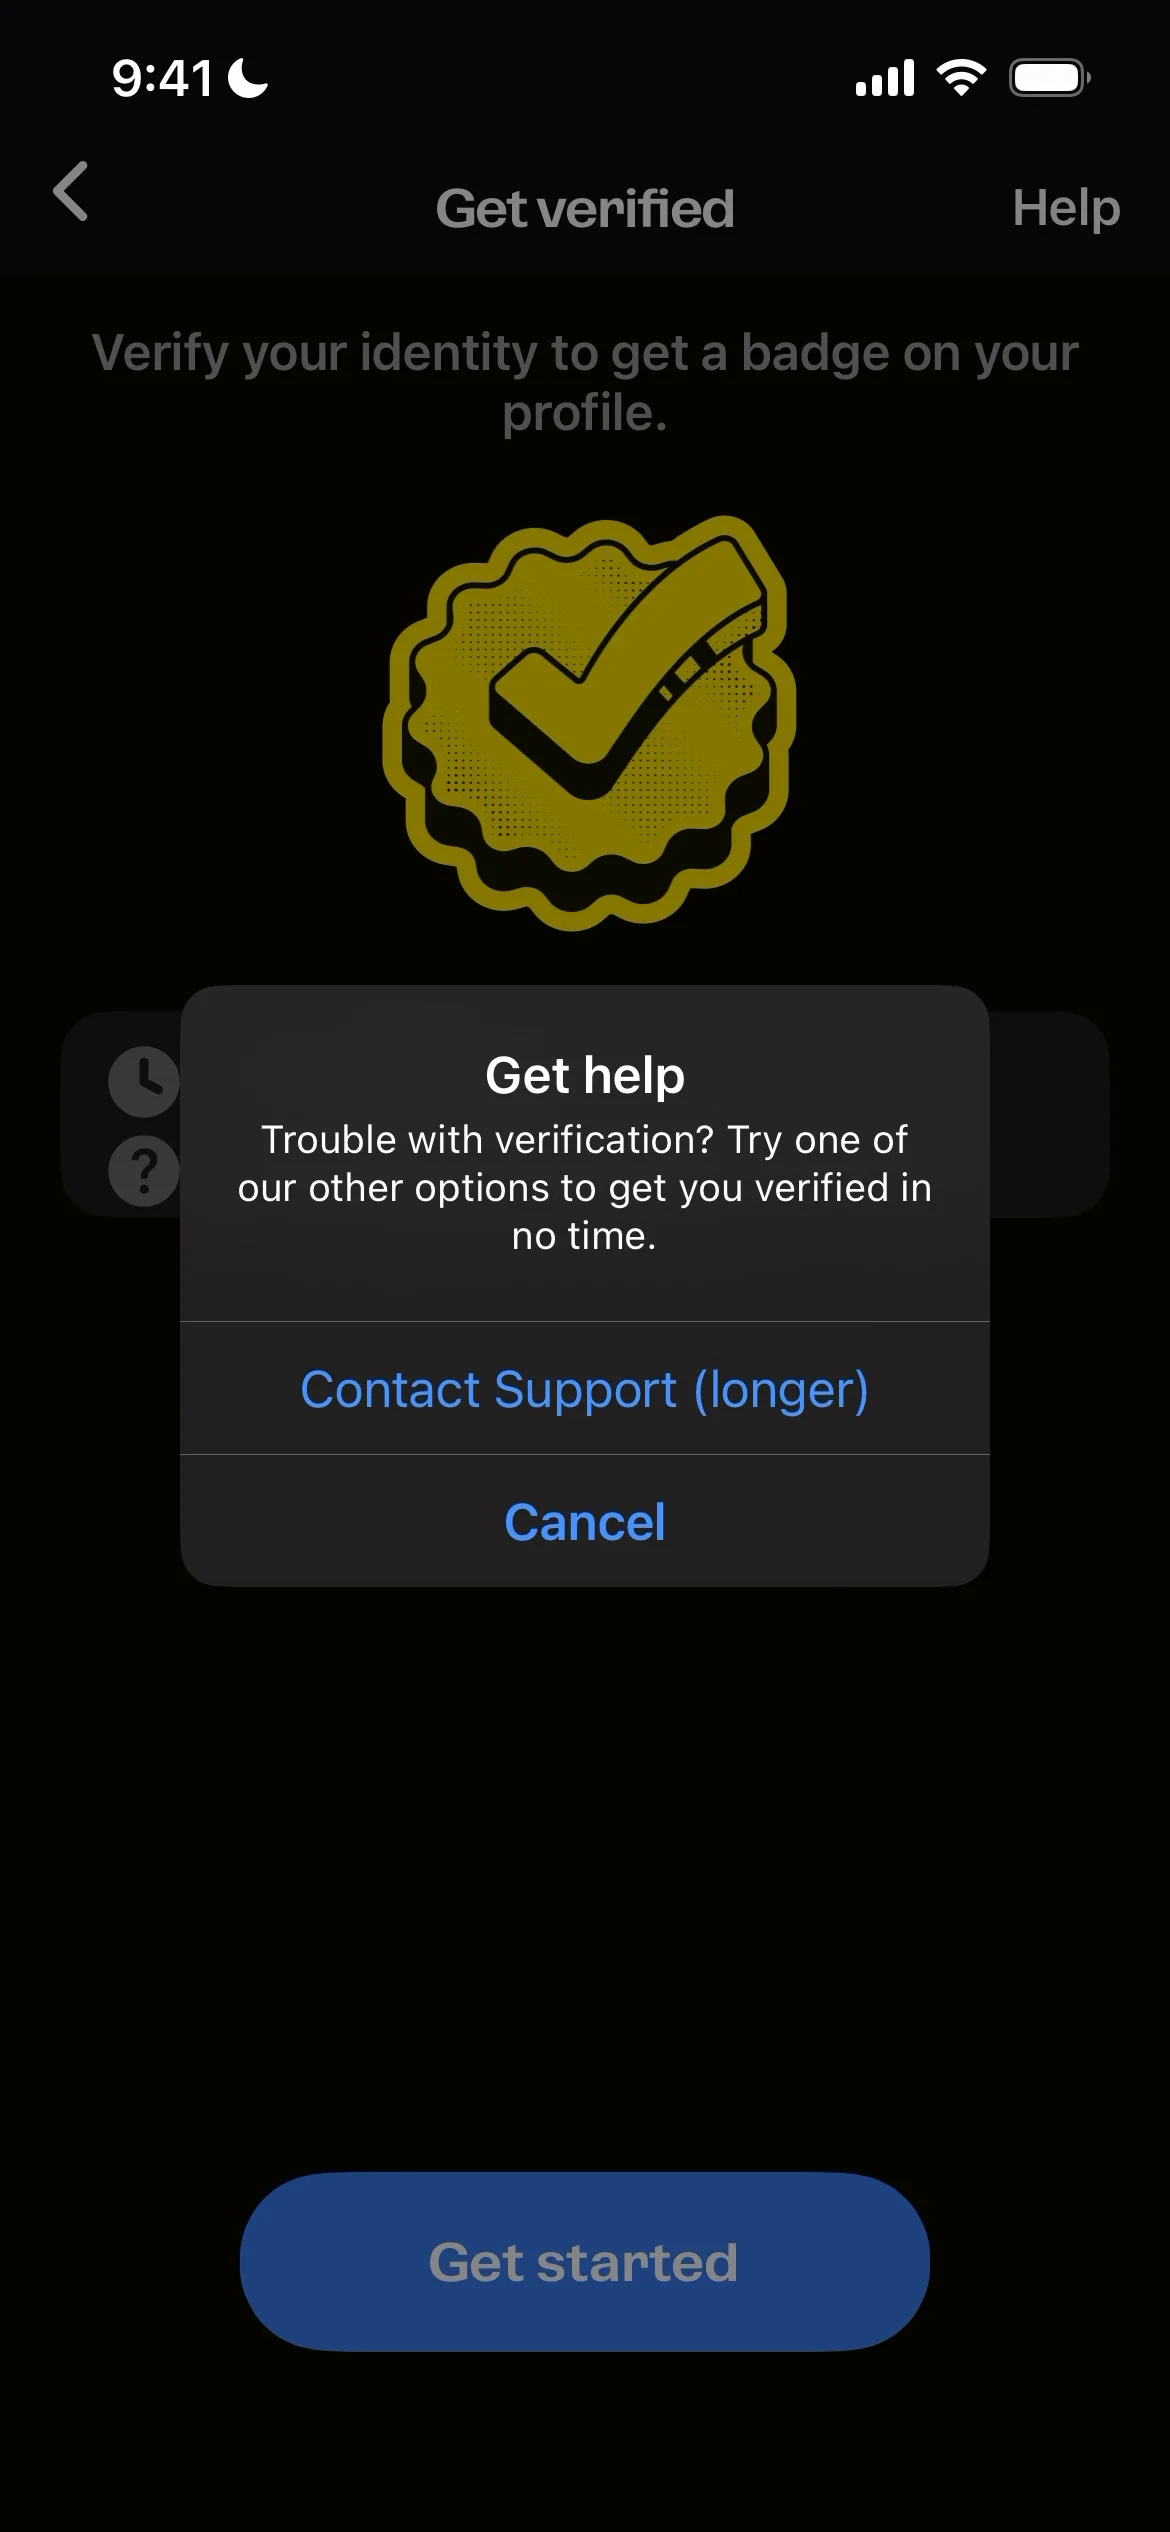 9:41
Get verified
Help
Verify your identity to get a badge on your
profile.
?
Get help
Trouble with verification? Try one of
our other options to get you verified in
no time.
Contact Support (longer)
Cancel
Get started